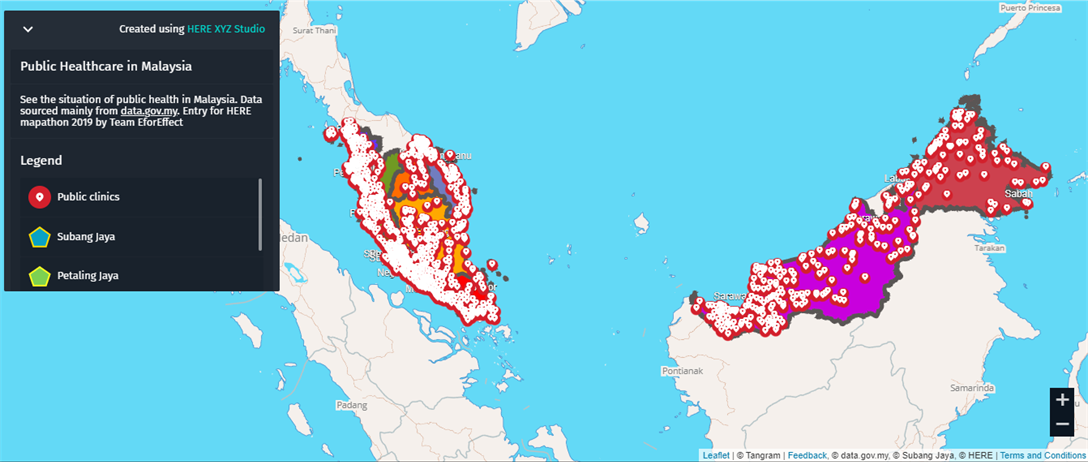 Created using HERE XYZ Studio
Public Healthcare in Malaysia
See the situation of public health in Malaysia. Data
sourced mainly from data.gov.my. Entry for HERE
mapathon 2019 by Team EforEffect
Legend
Public clinics
Subang Jaya
Petaling Jaya
Surat Thani
Puerto Princesa
Sabah
Tarakan
Sarawa
edan
Pontianak
Samarinda
Padang
+
−
Leaflet | © Tangram | Feedback, © data.gov.my, © Subang Jaya, © HERE | Terms and Conditions